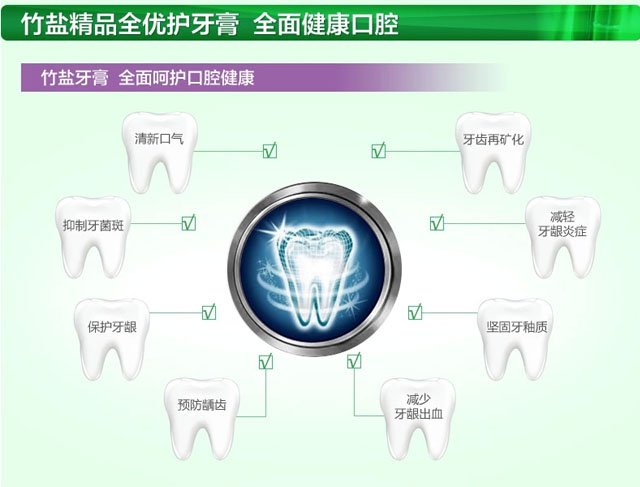 竹盐精品全优护牙膏 全面健康口腔
竹盐牙膏 全面呵护口腔健康
清新口气
牙齿再矿化
抑制牙菌斑
减轻
牙龈炎症
保护牙龈
坚固牙釉质
预防龋齿
减少
牙龈出血